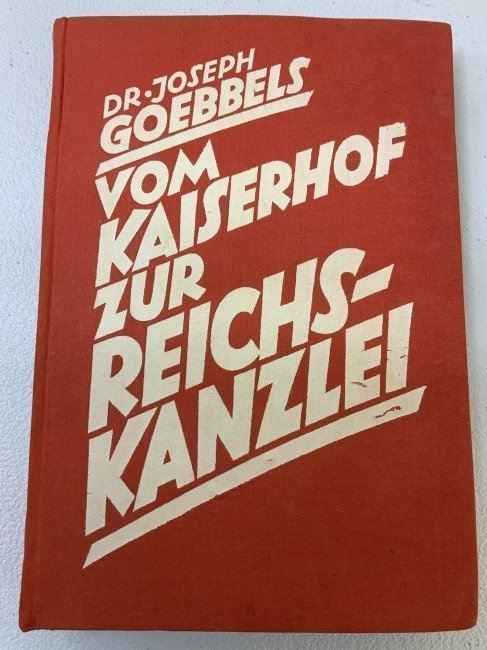 DR·JOSEPH
GOEBBELS
VOM
KAISERHOF
ZUR
REICHS-
KANZLEI